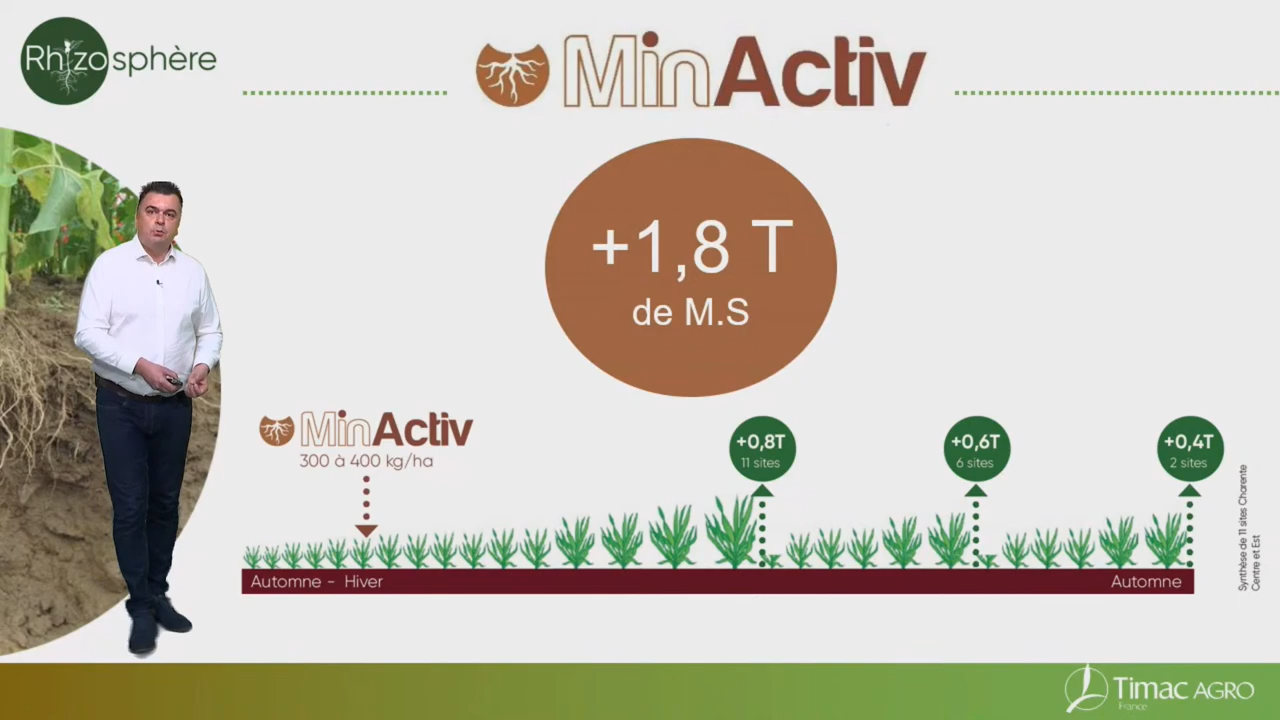 Rhizosphère
MinActiv
+1,8 T
de M.S
MinActiv
300 à 400 kg/ha
+0,8T
11 sites
+0,6T
6 sites
+0,4T
2 sites
Automne - Hiver
Automne
Synthèse de 11 sites Charente
Centre et Est
Timac AGRO
France